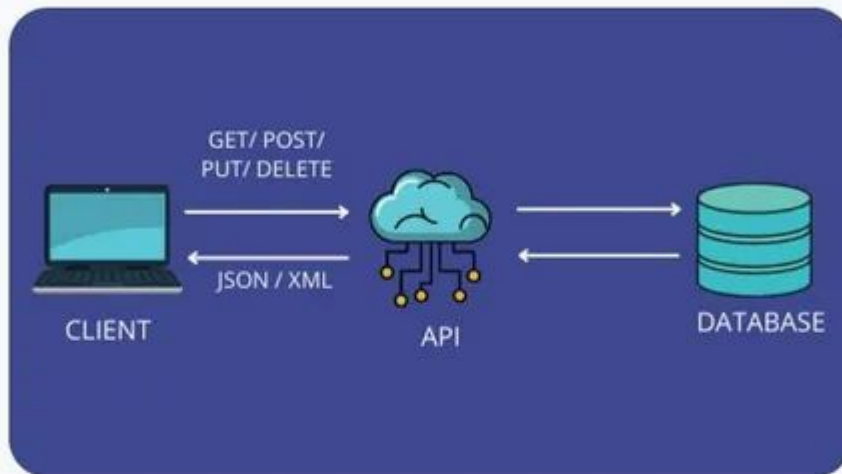 GET/ POST/
PUT/ DELETE
JSON / XML
CLIENT
API
DATABASE